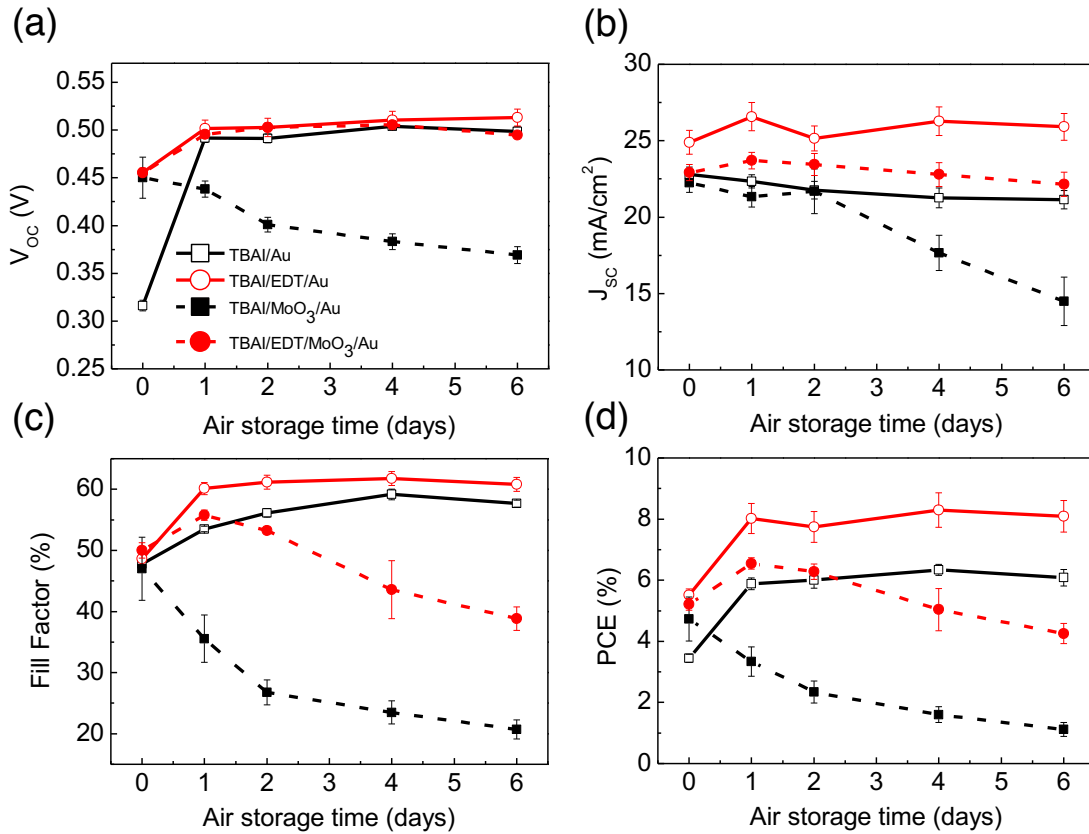 (a)
V_OC (V)
0.55
0.50
0.45
0.40
0.35
0.30
0.25
TBAI/Au
TBAI/EDT/Au
TBAI/MoO₃/Au
TBAI/EDT/MoO₃/Au
0 1 2 3 4 5 6
Air storage time (days)
(b)
J_SC (mA/cm²)
30
25
20
15
10
0 1 2 3 4 5 6
Air storage time (days)
(c)
Fill Factor (%)
60
50
40
30
20
0 1 2 3 4 5 6
Air storage time (days)
(d)
PCE (%)
10
8
6
4
2
0
0 1 2 3 4 5 6
Air storage time (days)